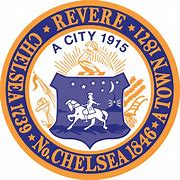 REVERE
A TOWN 1871
No. CHELSEA 1846
CHELSEA 1739
A CITY 1915